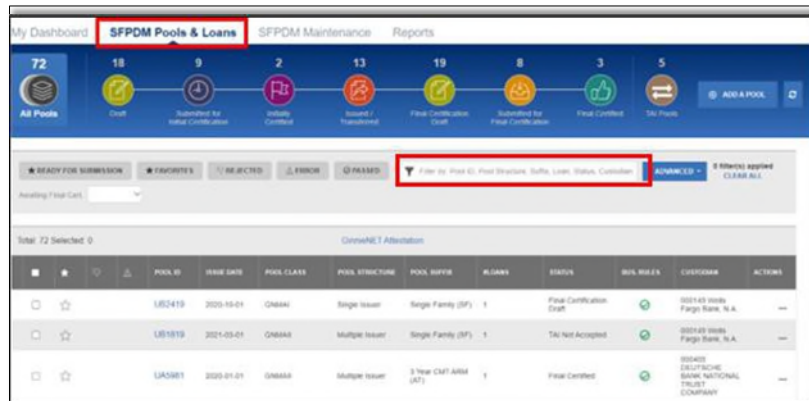 My Dashboard SFPDM Pools & Loans SFPDM Maintenance Reports
72 18 9 2 13 19 8 3 5
All Pools Draft Submitted for Initial Certification Initially Certified Issued / Transferred Final Certification Draft Submitted for Final Certification Final Certified TAI Pools ADD A POOL
READY FOR SUBMISSION FAVORITES REJECTED ERROR PASSED Filter by: Pool ID, Pool Structure, Suffix, Loan, Status, Custodian ADVANCED 0 filter(s) applied
CLEAR ALL
Awaiting Final Cert.
Total: 72 Selected: 0 GinnieNET Attestation
POOL ID ISSUE DATE POOL CLASS POOL STRUCTURE POOL SUFFIX #LOANS STATUS BUS. RULES CUSTODIAN ACTIONS
UB2419 2020-10-01 GNMAI Single Issuer Single Family (SF) 1 Final Certification Draft 000149 Wells Fargo Bank, N.A.
UB1819 2021-03-01 GNMAII Multiple Issuer Single Family (SF) 1 TAI Not Accepted 000149 Wells Fargo Bank, N.A.
UA5981 2020-01-01 GNMAII Multiple Issuer 3 Year CMT ARM (AT) 1 Final Certified 000403 DEUTSCHE BANK NATIONAL TRUST COMPANY